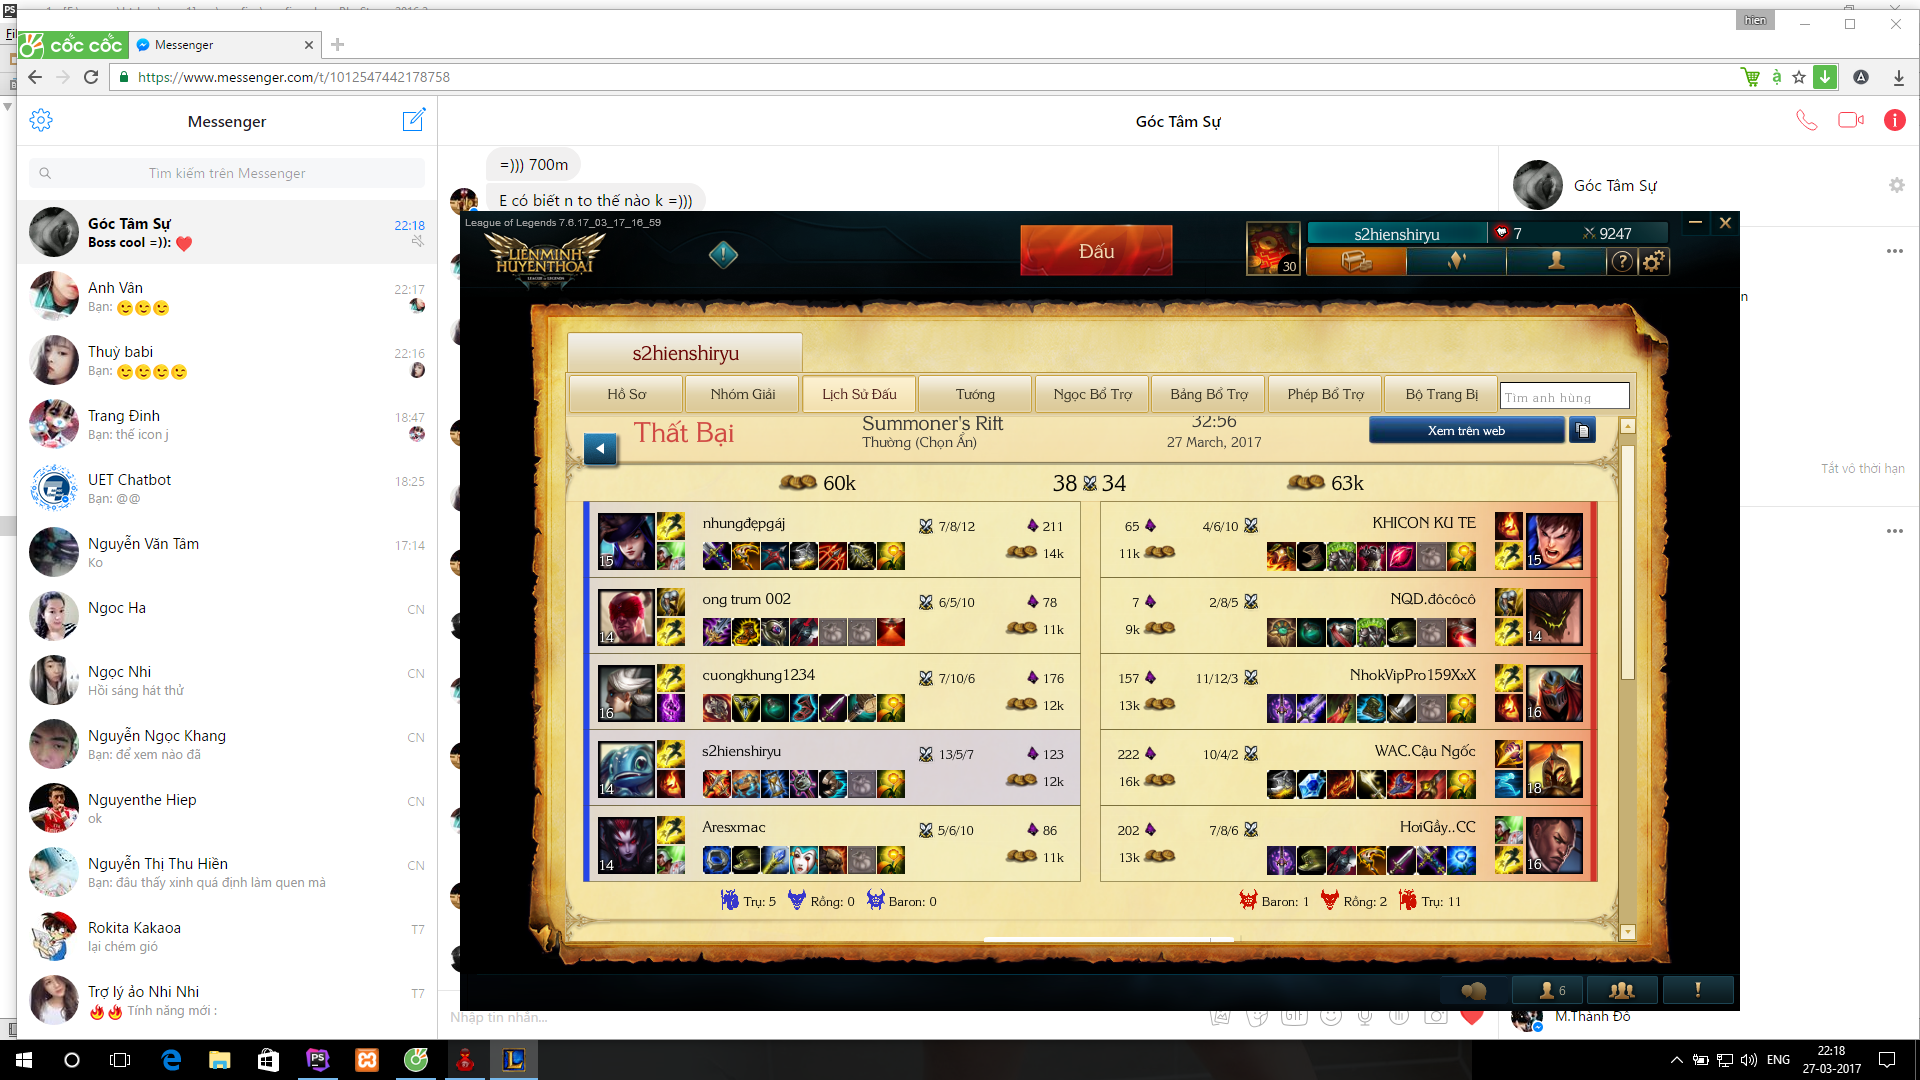 hien
cốc cốc
Messenger
https://www.messenger.com/t/1012547442178758
Messenger
Tìm kiếm trên Messenger
Góc Tâm Sự 22:18
Boss cool =)):
Anh Vân 22:17
Bạn:
Thuỳ babi 22:16
Bạn:
Trang Đinh 18:47
Bạn: thế icon j
UET Chatbot 18:25
Bạn: @@
Nguyễn Văn Tâm 17:14
Ko
Ngoc Ha CN
Ngọc Nhi CN
Hồi sáng hát thử
Nguyễn Ngọc Khang CN
Bạn: để xem nào đã
Nguyenthe Hiep CN
ok
Nguyễn Thị Thu Hiền CN
Bạn: đâu thấy xinh quá định làm quen mà
Rokita Kakaoa T7
lại chém gió
Trợ lý ảo Nhi Nhi T7
Tính năng mới :
Góc Tâm Sự
=))) 700m
E có biết n to thế nào k =)))
Góc Tâm Sự
Tắt vô thời hạn
M.Thành Đô
Nhập tin nhắn...
GIF
League of Legends 7.6.17_03_17_16_59
LIÊN MINH
HUYỀN THOẠI
LEAGUE OF LEGENDS
Đấu
30
s2hienshiryu 7 9247
s2hienshiryu
Hồ Sơ Nhóm Giải Lịch Sử Đấu Tướng Ngọc Bổ Trợ Bảng Bổ Trợ Phép Bổ Trợ Bộ Trang Bị Tìm anh hùng
Thất Bại
Summoner's Rift 32:56
Thường (Chọn Ẩn) 27 March, 2017
Xem trên web
60k 38 34 63k
nhungđẹpgáj 7/8/12 211
15 14k
65 4/6/10 KHICON KU TE
11k 15
ong trum 002 6/5/10 78
14 11k
7 2/8/5 NQD.đôcôcô
9k 14
cuongkhung1234 7/10/6 176
16 12k
157 11/12/3 NhokVipPro159XxX
13k 16
s2hienshiryu 13/5/7 123
14 12k
222 10/4/2 WAC.Cậu Ngốc
16k 18
Aresxmac 5/6/10 86
14 11k
202 7/8/6 HơiGầy..CC
13k 16
Trụ: 5 Rồng: 0 Baron: 0
Baron: 1 Rồng: 2 Trụ: 11
6
ENG
22:18
27-03-2017